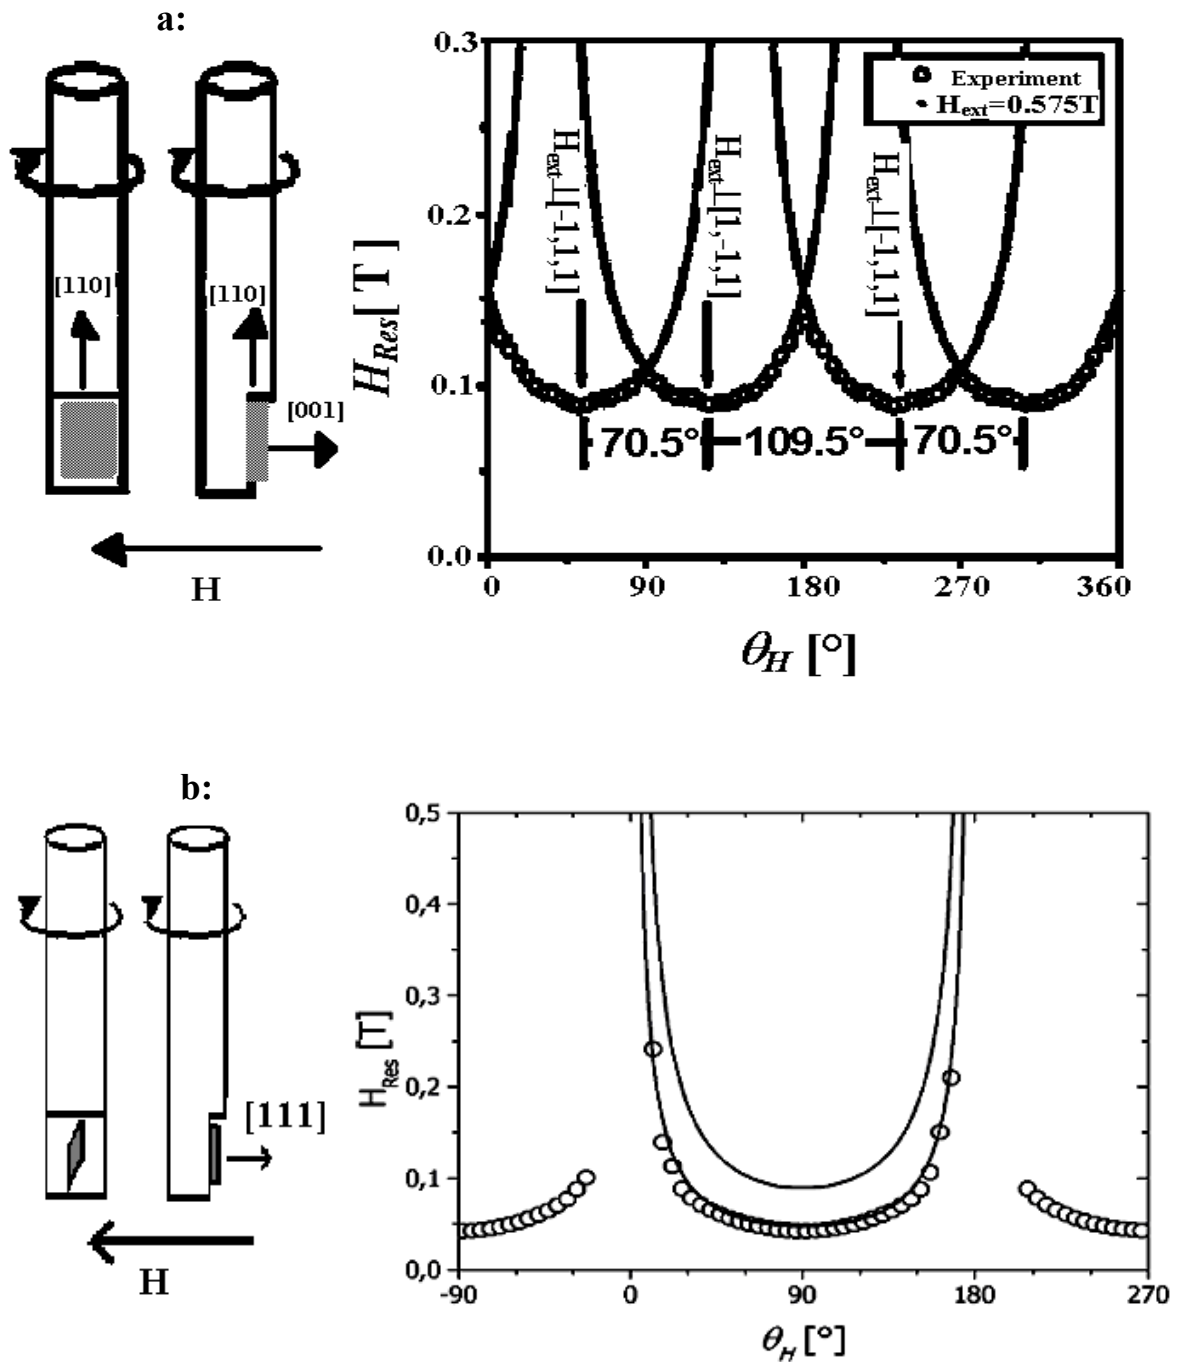 a:
[110]
[110]
[001]
H
0.3
0.2
0.1
0.0
H_Res [ T ]
Experiment
H_ext=0.575T
H_ext⊥[-1,1,1]
H_ext⊥[1,-1,1]
H_ext⊥[-1,1,1]
70.5° 109.5° 70.5°
0 90 180 270 360
θ_H [°]
b:
[111]
H
0,5
0,4
0,3
0,2
0,1
0,0
H_Res [T]
-90 0 90 180 270
θ_H [°]